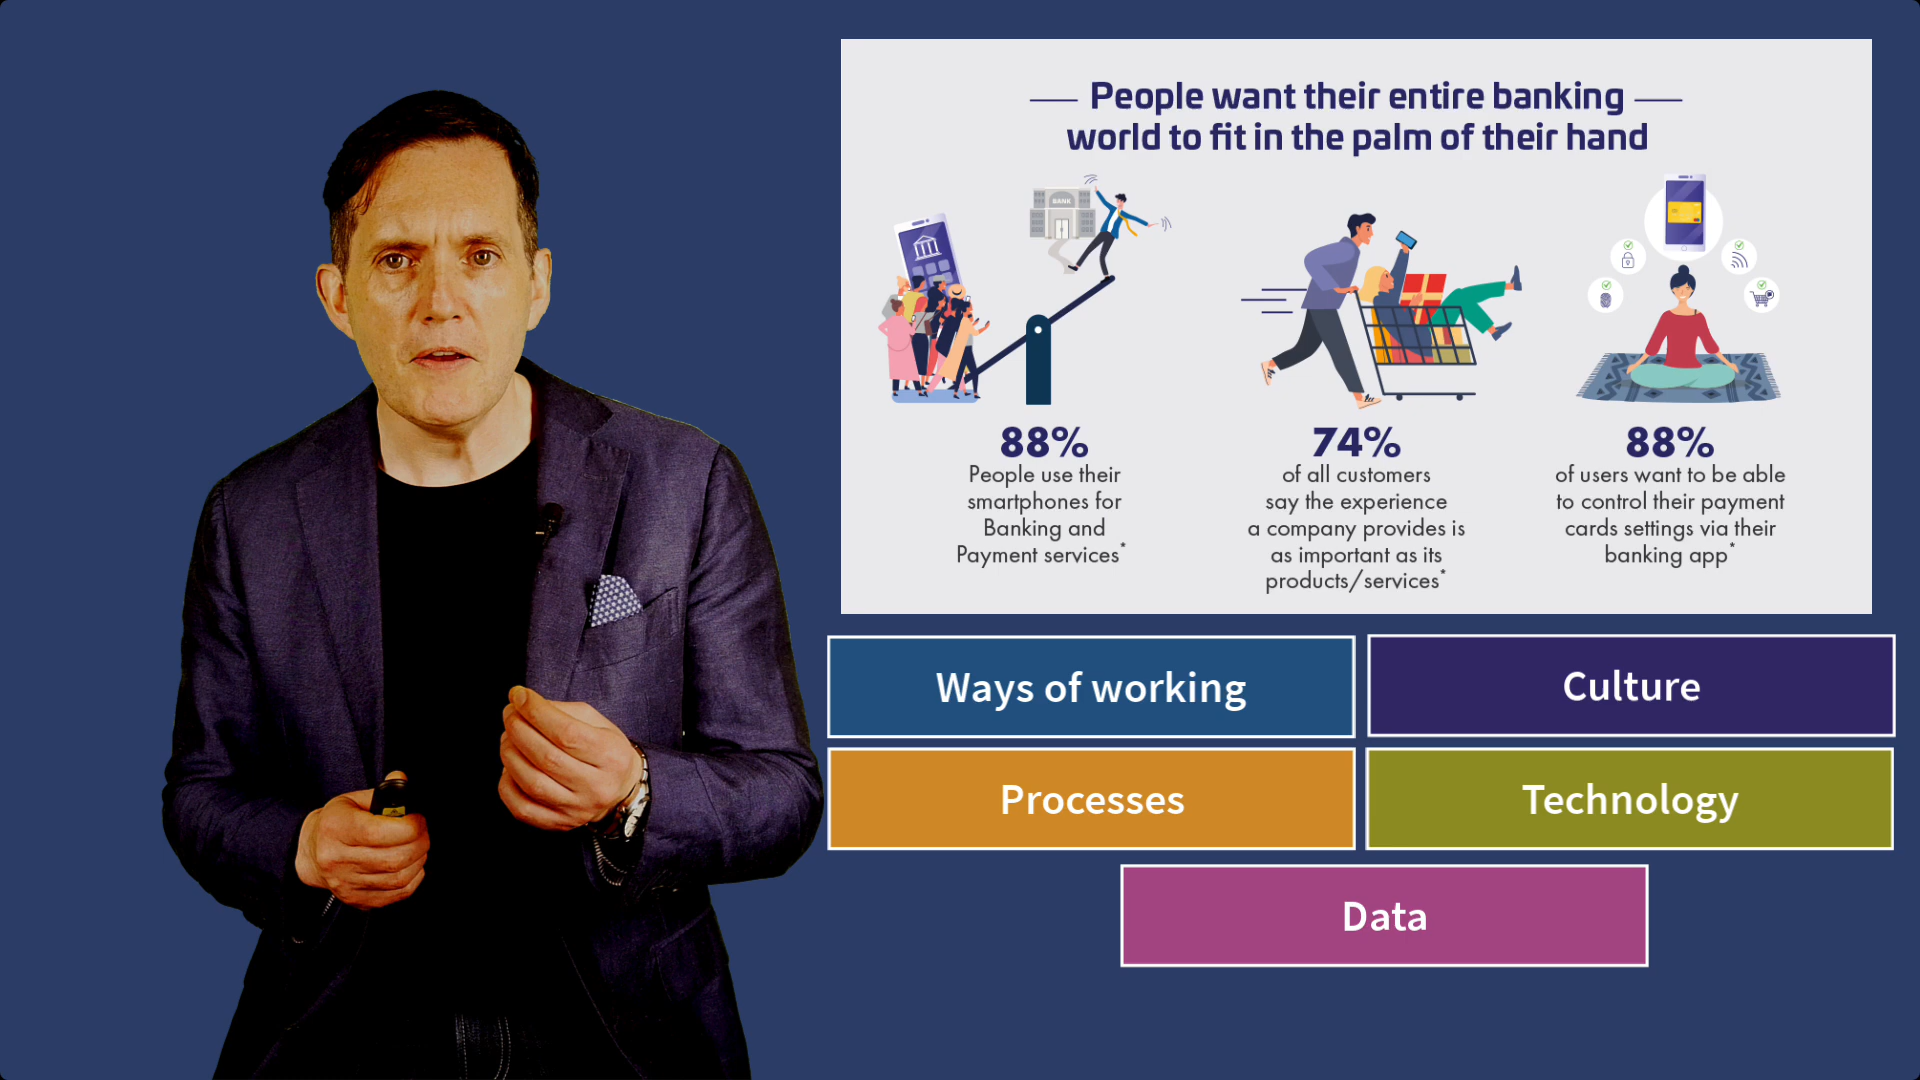 People want their entire banking
world to fit in the palm of their hand
BANK
88%
People use their
smartphones for
Banking and
Payment services*
74%
of all customers
say the experience
a company provides is
as important as its
products/services*
88%
of users want to be able
to control their payment
cards settings via their
banking app*
Ways of working
Culture
Processes
Technology
Data